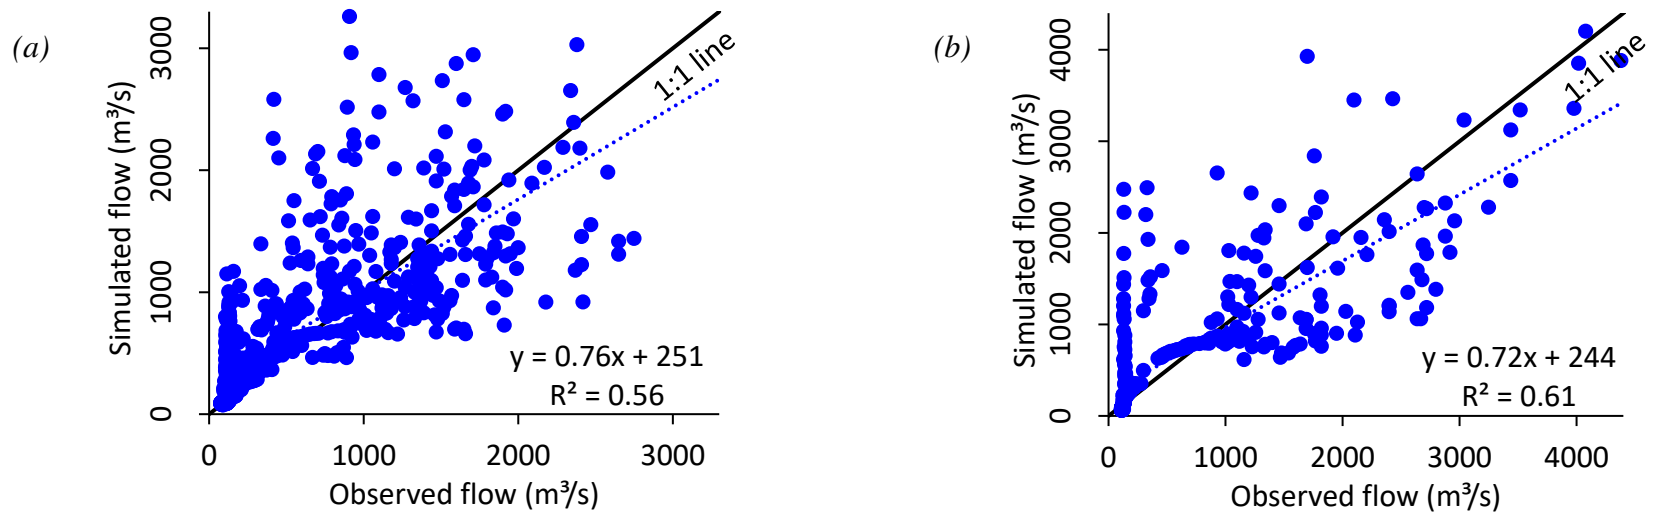 (a)
Simulated flow (m³/s)
3000
2000
1000
0
1:1 line
y = 0.76x + 251
R² = 0.56
0 1000 2000 3000
Observed flow (m³/s)
(b)
Simulated flow (m³/s)
4000
3000
2000
1000
0
1:1 line
y = 0.72x + 244
R² = 0.61
0 1000 2000 3000 4000
Observed flow (m³/s)